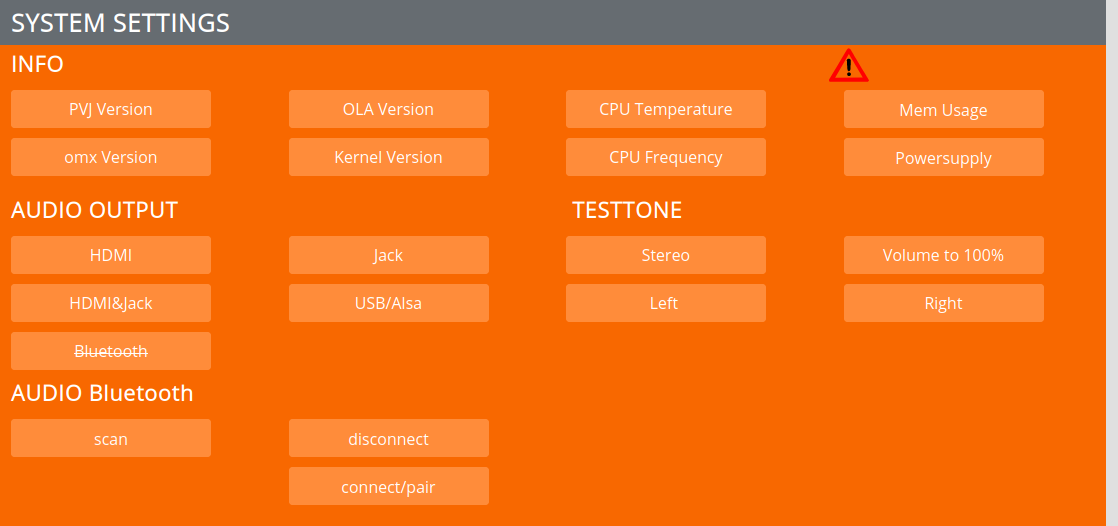 SYSTEM SETTINGS
INFO
PVJ Version
OLA Version
CPU Temperature
Mem Usage
omx Version
Kernel Version
CPU Frequency
Powersupply
AUDIO OUTPUT
TESTTONE
HDMI
Jack
Stereo
Volume to 100%
HDMI&Jack
USB/Alsa
Left
Right
Bluetooth
AUDIO Bluetooth
scan
disconnect
connect/pair